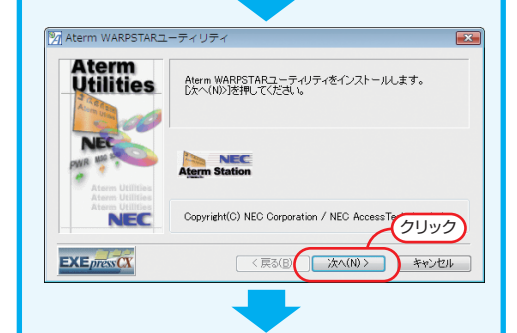 Aterm WARPSTARユーティリティ
Aterm
Utilities
NEC
PWR
Aterm Utilities
Aterm Utilities
Aterm Utilities
NEC
Aterm WARPSTARユーティリティをインストールします。
[次へ(N)>]を押してください。
NEC
Aterm Station
Copyright(C) NEC Corporation / NEC AccessTe
クリック
EXEpressCX
< 戻る(B)
次へ(N) >
キャンセル